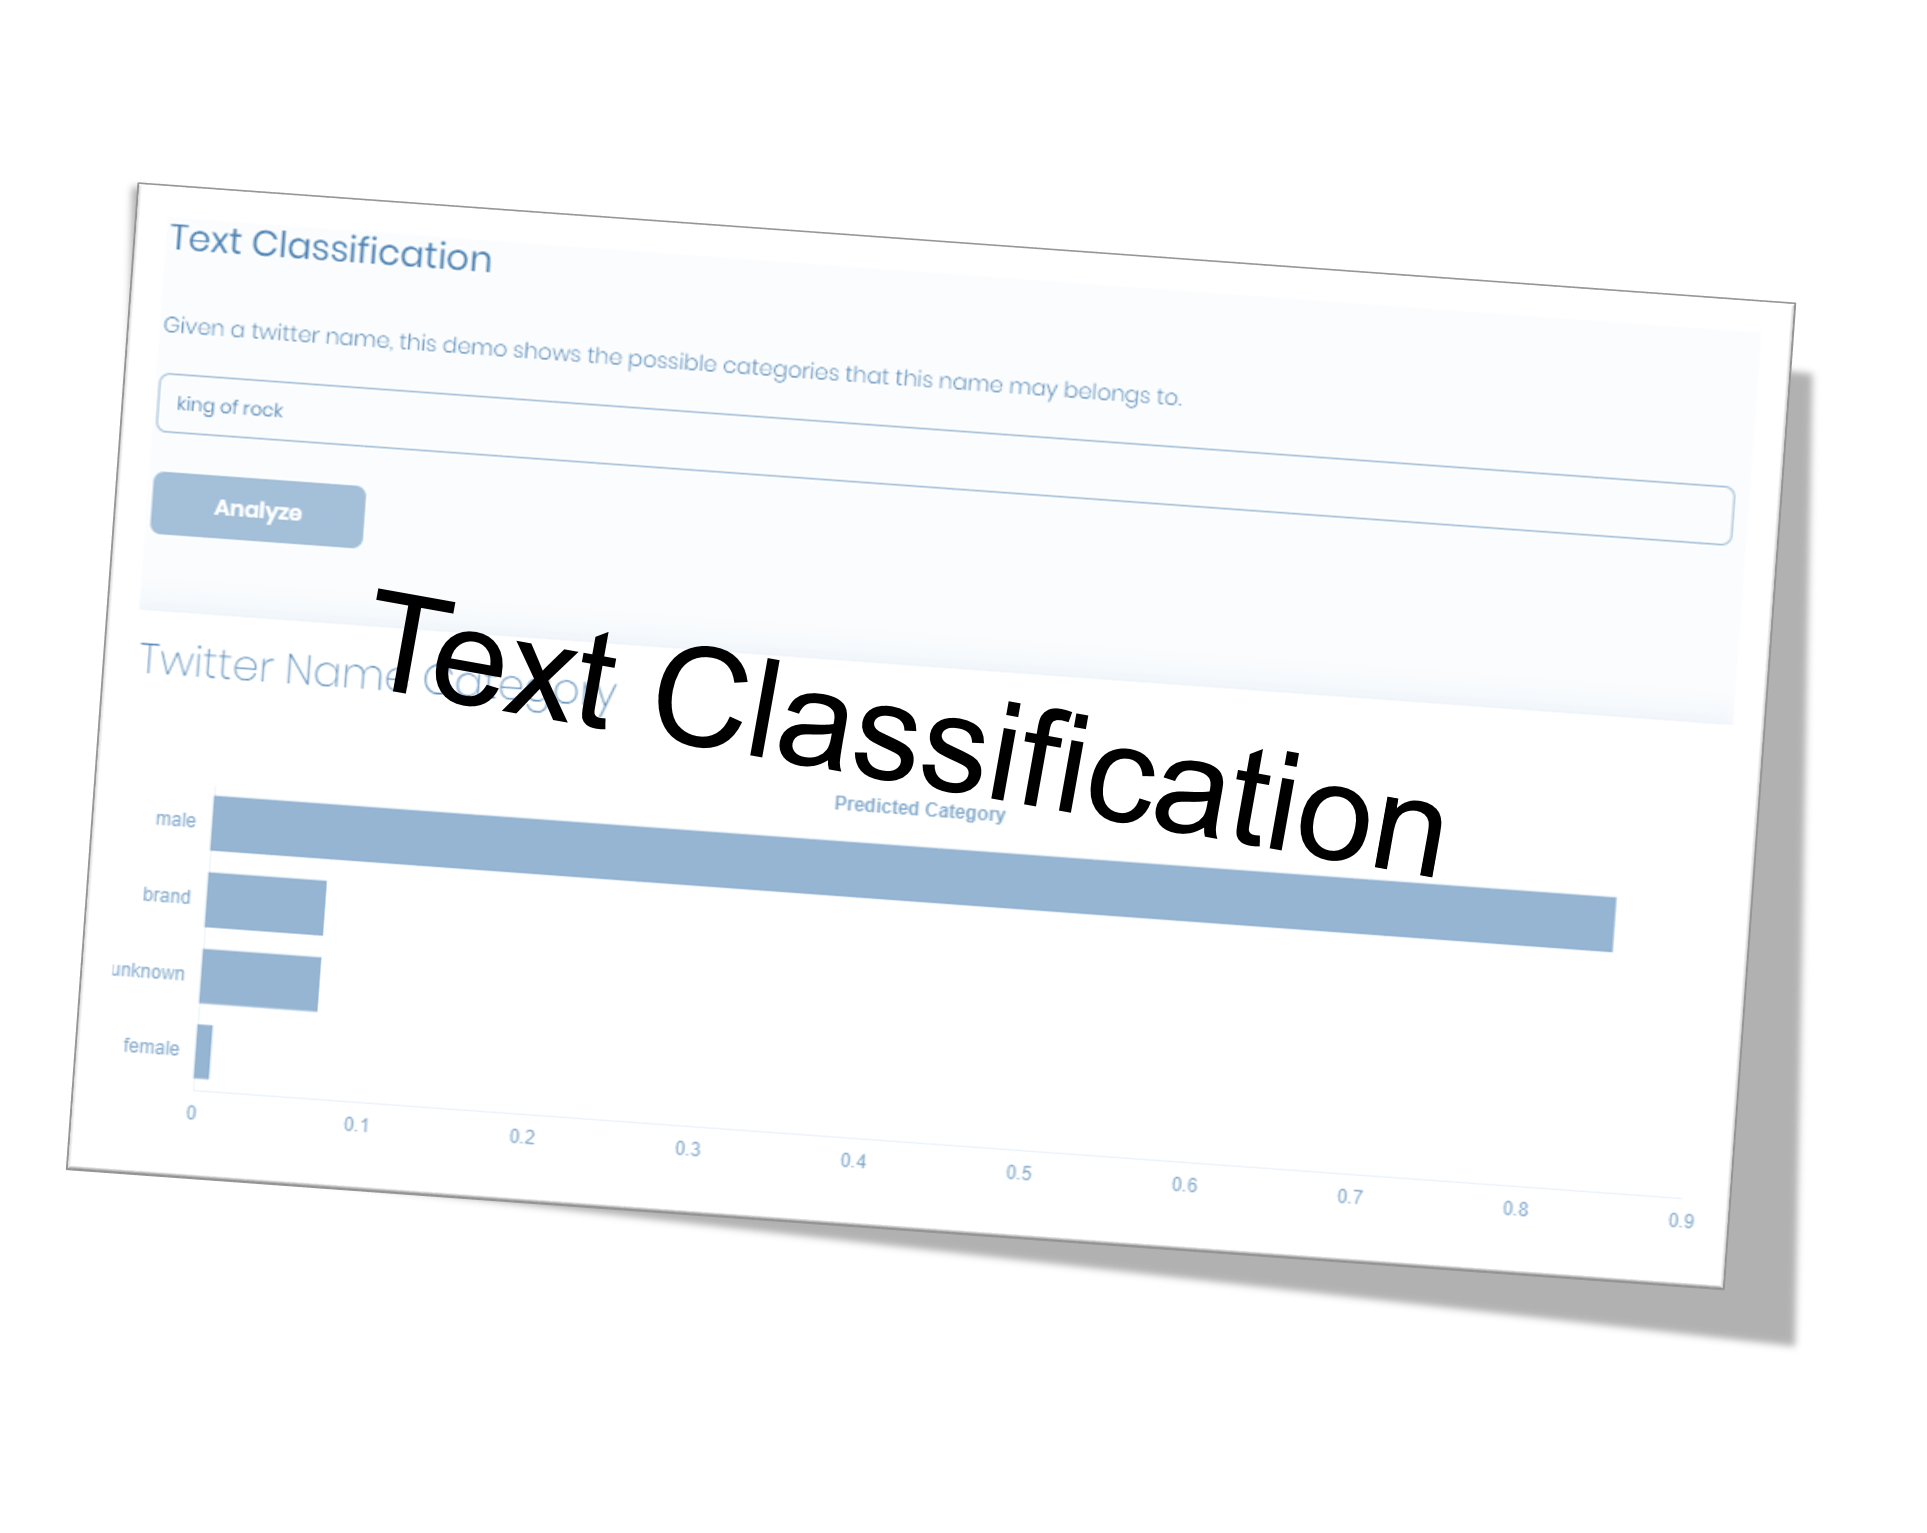 Text Classification
Given a twitter name, this demo shows the possible categories that this name may belongs to.
king of rock
Analyze
Text Classification
Twitter Name Category
Predicted Category
male
brand
unknown
female
0 0.1 0.2 0.3 0.4 0.5 0.6 0.7 0.8 0.9